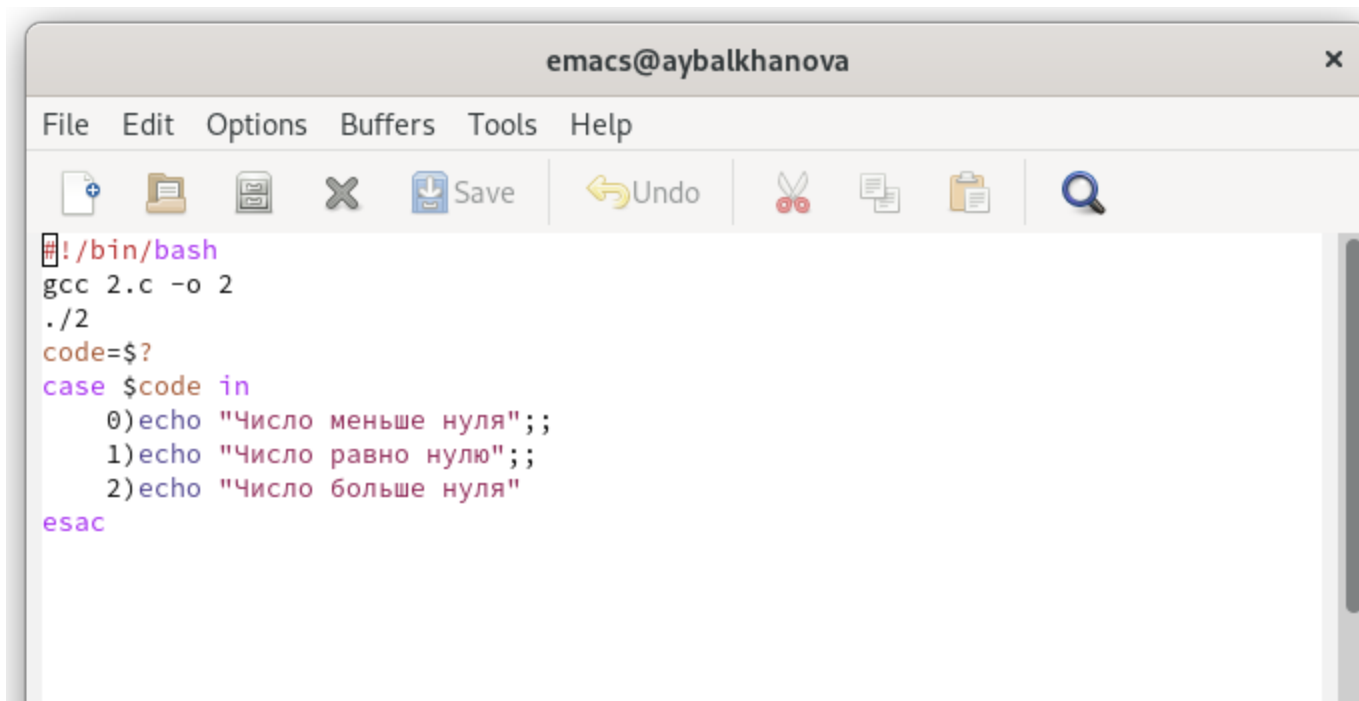 emacs@aybalkhanova
File Edit Options Buffers Tools Help
Save Undo
#!/bin/bash
gcc 2.c -o 2
./2
code=$?
case $code in
    0)echo "Число меньше нуля";;
    1)echo "Число равно нулю";;
    2)echo "Число больше нуля"
esac